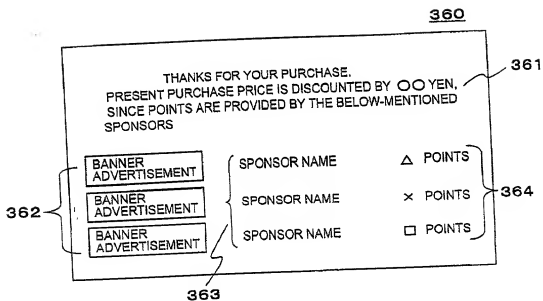 360
THANKS FOR YOUR PURCHASE.
PRESENT PURCHASE PRICE IS DISCOUNTED BY ○○ YEN,
SINCE POINTS ARE PROVIDED BY THE BELOW-MENTIONED
SPONSORS
361
BANNER
ADVERTISEMENT
SPONSOR NAME
△ POINTS
BANNER
ADVERTISEMENT
SPONSOR NAME
× POINTS
BANNER
ADVERTISEMENT
SPONSOR NAME
□ POINTS
362
363
364